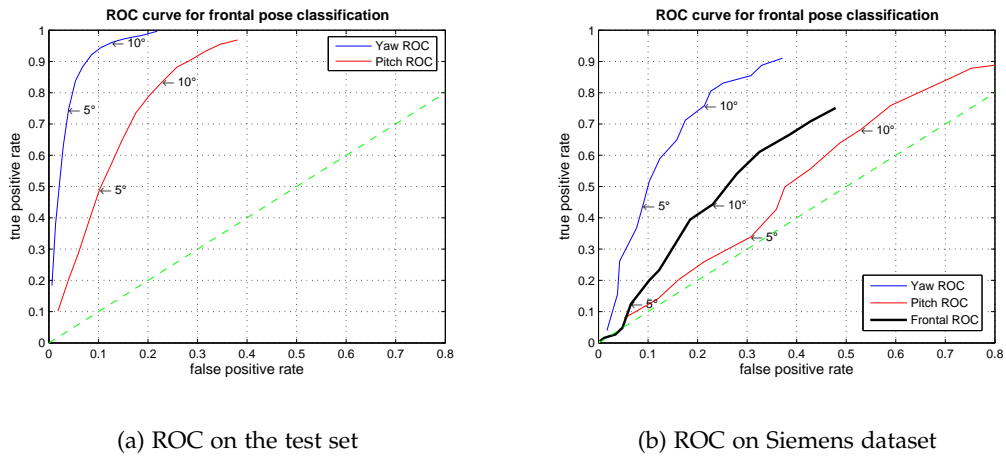 ROC curve for frontal pose classification
1
0.9
0.8
0.7
0.6
0.5
0.4
0.3
0.2
0.1
0
true positive rate
← 10°
← 5°
← 10°
← 5°
Yaw ROC
Pitch ROC
0 0.1 0.2 0.3 0.4 0.5 0.6 0.7 0.8
false positive rate
(a) ROC on the test set
ROC curve for frontal pose classification
1
0.9
0.8
0.7
0.6
0.5
0.4
0.3
0.2
0.1
0
true positive rate
← 10°
← 5°
← 10°
← 5°
← 10°
← 5°
Yaw ROC
Pitch ROC
Frontal ROC
0 0.1 0.2 0.3 0.4 0.5 0.6 0.7 0.8
false positive rate
(b) ROC on Siemens dataset